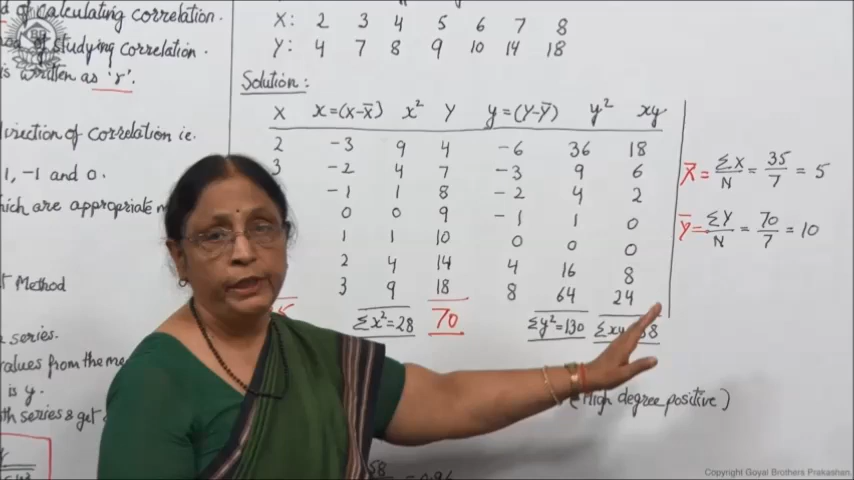 of calculating correlation.
of studying correlation.
is written as 'r'.
direction of correlation ie.
1, -1 and 0.
which are appropriate
Method
series.
values from the me
is y.
th series & get
X: 2 3 4 5 6 7 8
Y: 4 7 8 9 10 14 18
Solution:
X x=(X-X̄) x² Y y=(Y-Ȳ) y² xy
2 -3 9 4 -6 36 18
3 -2 4 7 -3 9 6
-1 1 8 -2 4 2
0 0 9 -1 1 0
1 1 10 0 0 0
2 4 14 4 16 8
3 9 18 8 64 24
Σx²=28 70 Σy²=130 Σxy 58
X̄ = ΣX/N = 35/7 = 5
Ȳ = ΣY/N = 70/7 = 10
(High degree positive)
58
Copyright Goyal Brothers Prakashan